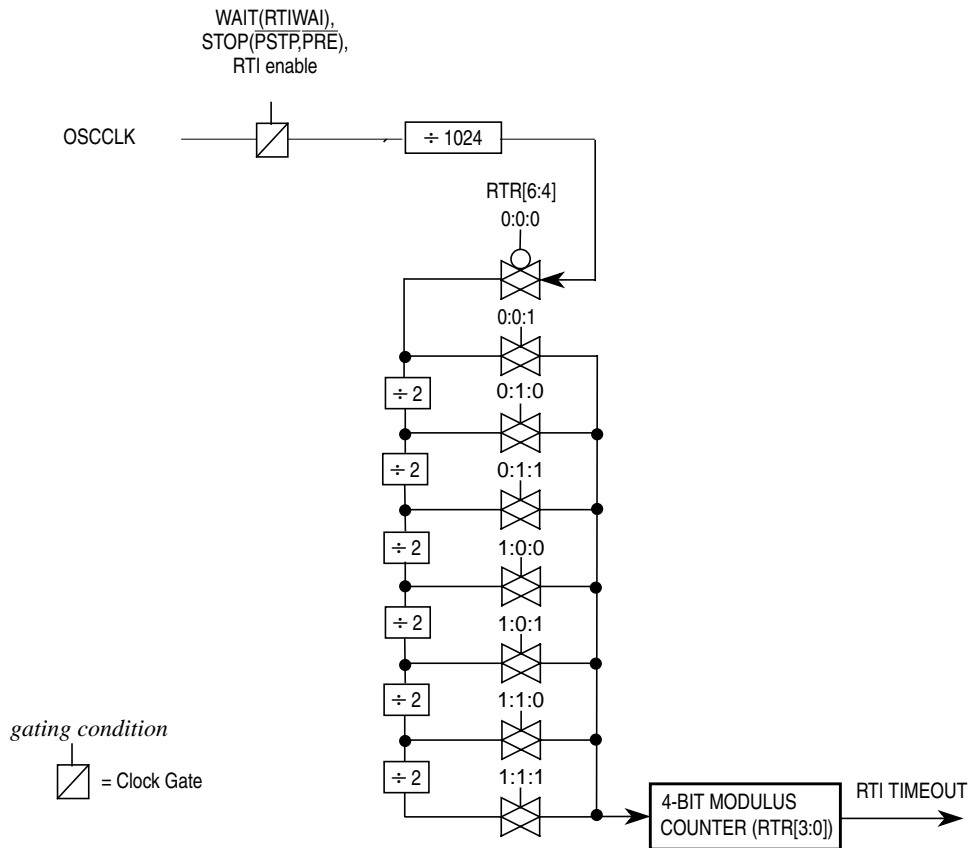 WAIT(RTIWAI),
STOP(PSTP,PRE),
RTI enable
OSCCLK
÷ 1024
RTR[6:4]
0:0:0
0:0:1
÷ 2
0:1:0
÷ 2
0:1:1
÷ 2
1:0:0
÷ 2
1:0:1
÷ 2
1:1:0
gating condition
= Clock Gate
÷ 2
1:1:1
4-BIT MODULUS
COUNTER (RTR[3:0])
RTI TIMEOUT